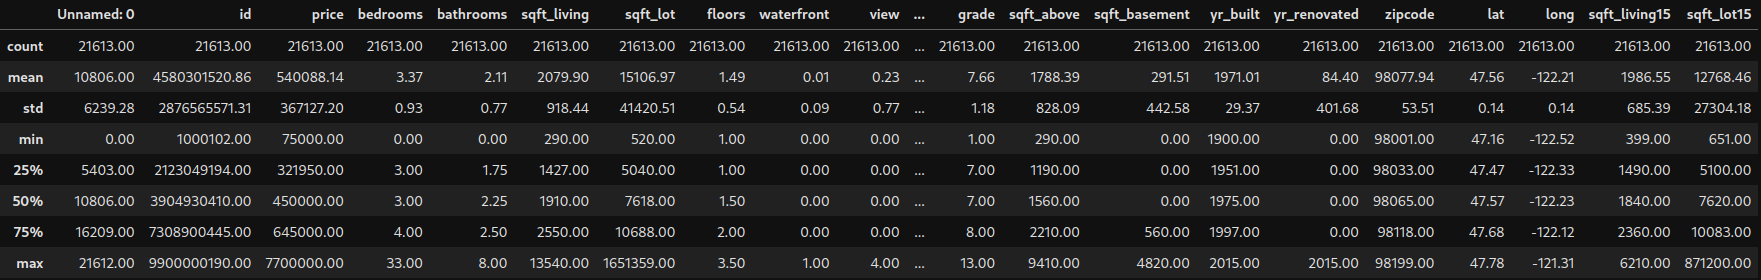 Unnamed: 0 id price bedrooms bathrooms sqft_living sqft_lot floors waterfront view ... grade sqft_above sqft_basement yr_built yr_renovated zipcode lat long sqft_living15 sqft_lot15
count 21613.00 21613.00 21613.00 21613.00 21613.00 21613.00 21613.00 21613.00 21613.00 21613.00 ... 21613.00 21613.00 21613.00 21613.00 21613.00 21613.00 21613.00 21613.00 21613.00 21613.00
mean 10806.00 4580301520.86 540088.14 3.37 2.11 2079.90 15106.97 1.49 0.01 0.23 ... 7.66 1788.39 291.51 1971.01 84.40 98077.94 47.56 -122.21 1986.55 12768.46
std 6239.28 2876565571.31 367127.20 0.93 0.77 918.44 41420.51 0.54 0.09 0.77 ... 1.18 828.09 442.58 29.37 401.68 53.51 0.14 0.14 685.39 27304.18
min 0.00 1000102.00 75000.00 0.00 0.00 290.00 520.00 1.00 0.00 0.00 ... 1.00 290.00 0.00 1900.00 0.00 98001.00 47.16 -122.52 399.00 651.00
25% 5403.00 2123049194.00 321950.00 3.00 1.75 1427.00 5040.00 1.00 0.00 0.00 ... 7.00 1190.00 0.00 1951.00 0.00 98033.00 47.47 -122.33 1490.00 5100.00
50% 10806.00 3904930410.00 450000.00 3.00 2.25 1910.00 7618.00 1.50 0.00 0.00 ... 7.00 1560.00 0.00 1975.00 0.00 98065.00 47.57 -122.23 1840.00 7620.00
75% 16209.00 7308900445.00 645000.00 4.00 2.50 2550.00 10688.00 2.00 0.00 0.00 ... 8.00 2210.00 560.00 1997.00 0.00 98118.00 47.68 -122.12 2360.00 10083.00
max 21612.00 9900000190.00 7700000.00 33.00 8.00 13540.00 1651359.00 3.50 1.00 4.00 ... 13.00 9410.00 4820.00 2015.00 2015.00 98199.00 47.78 -121.31 6210.00 871200.00